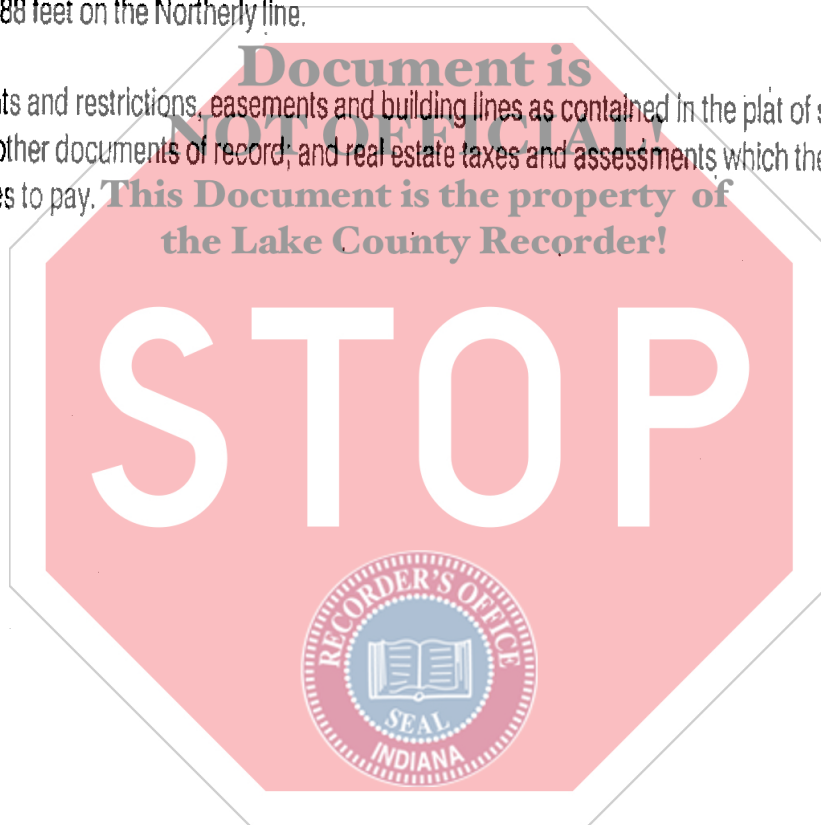 88 feet on the Northerly line.
Document is
ts and restrictions, easements and building lines as contained in the plat of s
NOT OFFICIAL!
other documents of record; and real estate taxes and assessments which the
es to pay.
This Document is the property of
the Lake County Recorder!
STOP
RECORDER'S OFFICE
SEAL
INDIANA